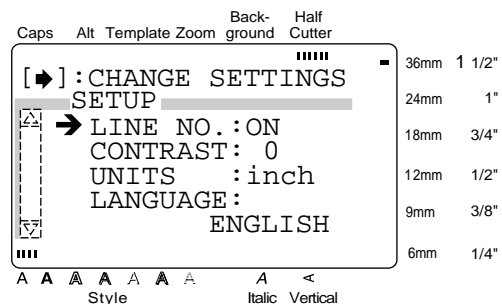 Back- Half
Caps Alt Template Zoom ground Cutter
[➔]:CHANGE SETTINGS
SETUP
➔ LINE NO.:ON
CONTRAST: 0
UNITS :inch
LANGUAGE:
ENGLISH
36mm 1 1/2"
24mm 1"
18mm 3/4"
12mm 1/2"
9mm 3/8"
6mm 1/4"
A A A A A A A A A
Style Italic Vertical